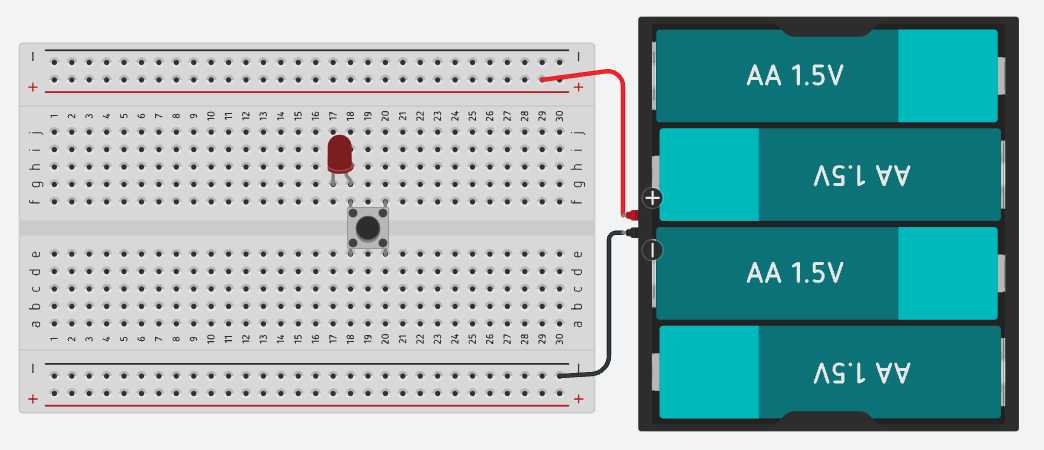 − −
+ +
1 2 3 4 5 6 7 8 9 10 11 12 13 14 15 16 17 18 19 20 21 22 23 24 25 26 27 28 29 30
j j
i i
h h
g g
f f
e e
d d
c c
b b
a a
1 2 3 4 5 6 7 8 9 10 11 12 13 14 15 16 17 18 19 20 21 22 23 24 25 26 27 28 29 30
− −
+ +
AA 1.5V
AA 1.5V
+
−
AA 1.5V
AA 1.5V